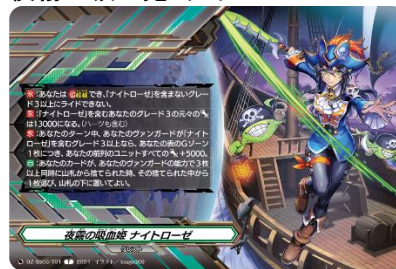 永:あなたは でき、「ナイトローゼ」を含まないグレー
ド3以上にライドできない。
永:「ナイトローゼ」を含むあなたのグレード3の元々の
は13000になる。(ハーツも含む)
永:あなたのターン中、あなたのヴァンガードが「ナイト
ローゼ」を含むグレード3以上なら、あなたの表のGゾーン
1枚につき、あなたの前列のユニットすべての +5000。
自:あなたのカードが、あなたのヴァンガードの能力で3枚
以上同時に山札から捨てられた時、その捨てられた中から
1枚選び、山札の下に置いてよい。
夜霧の吸血姫 ナイトローゼ
2024 イラスト/